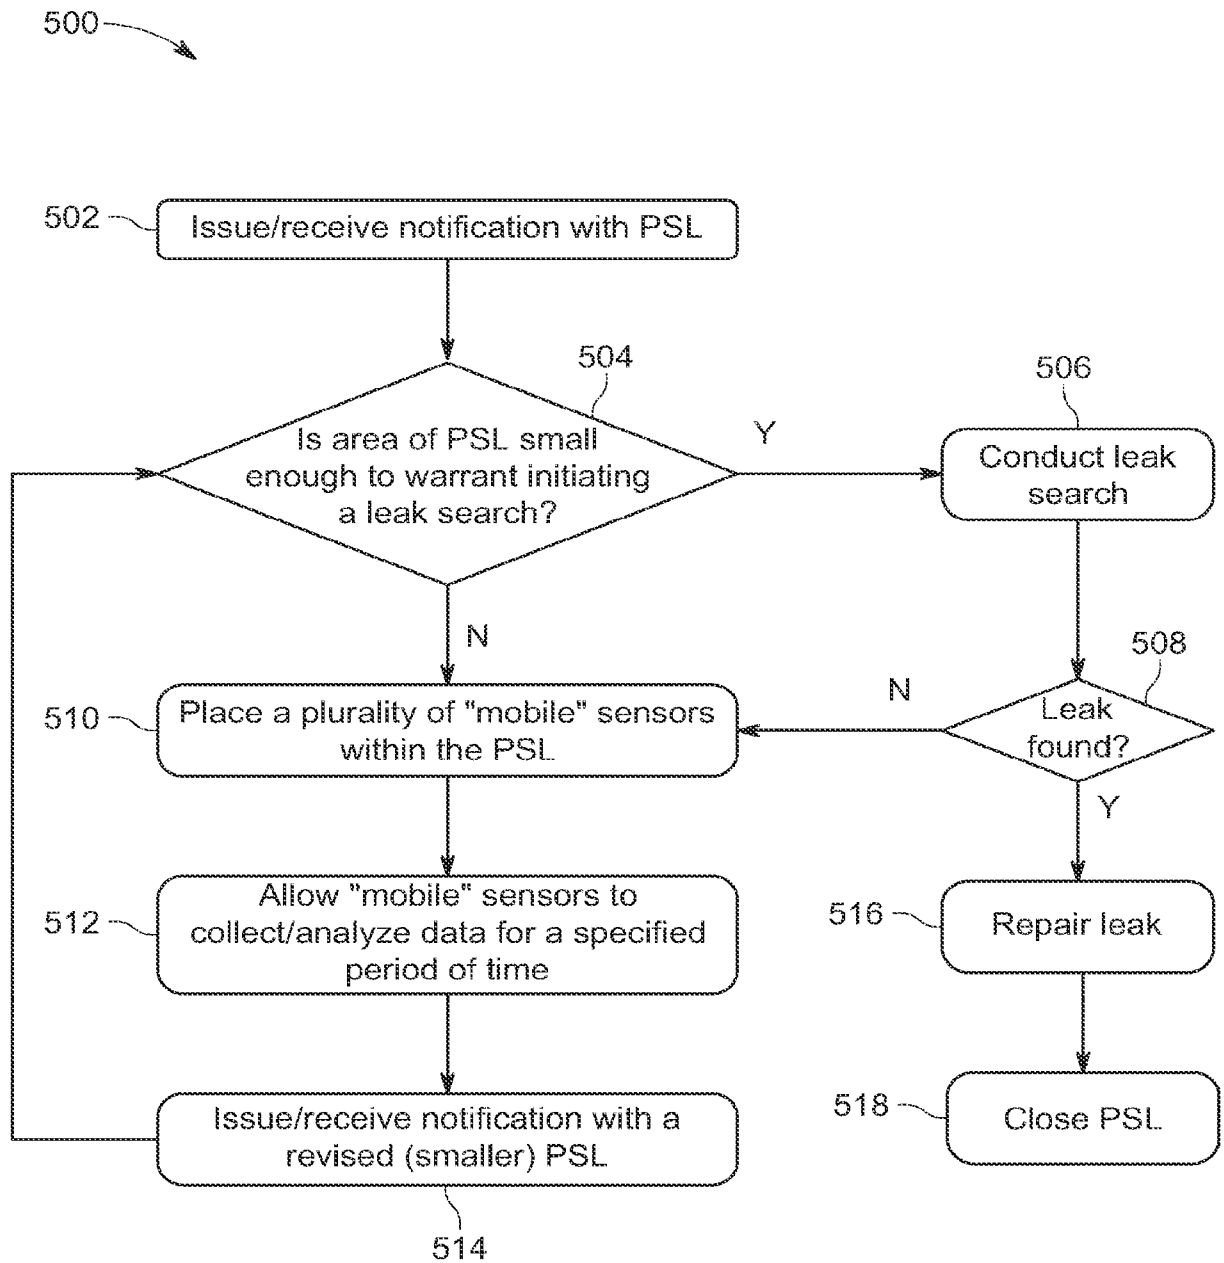 500
502
Issue/receive notification with PSL
504
Is area of PSL small
enough to warrant initiating
a leak search?
Y
506
Conduct leak
search
N
508
Leak
found?
N
Y
510
Place a plurality of "mobile" sensors
within the PSL
512
Allow "mobile" sensors to
collect/analyze data for a specified
period of time
516
Repair leak
514
Issue/receive notification with a
revised (smaller) PSL
518
Close PSL